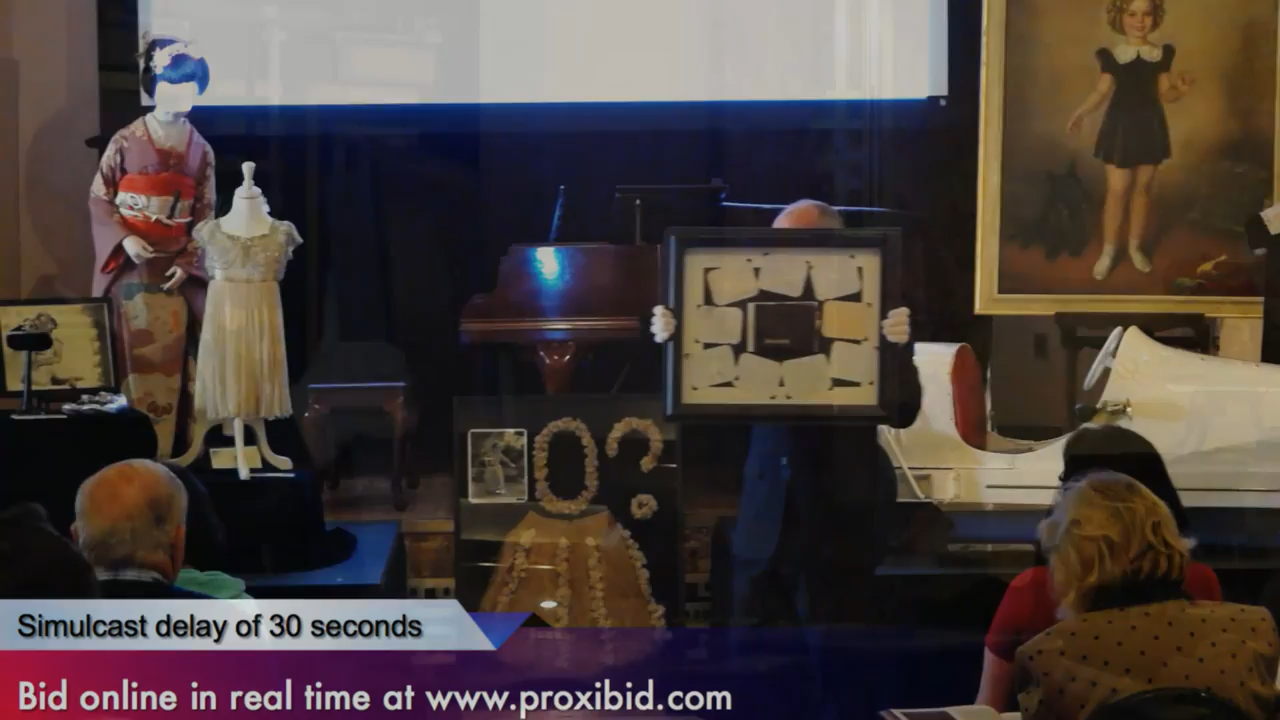 Simulcast delay of 30 seconds
Bid online in real time at www.proxibid.com